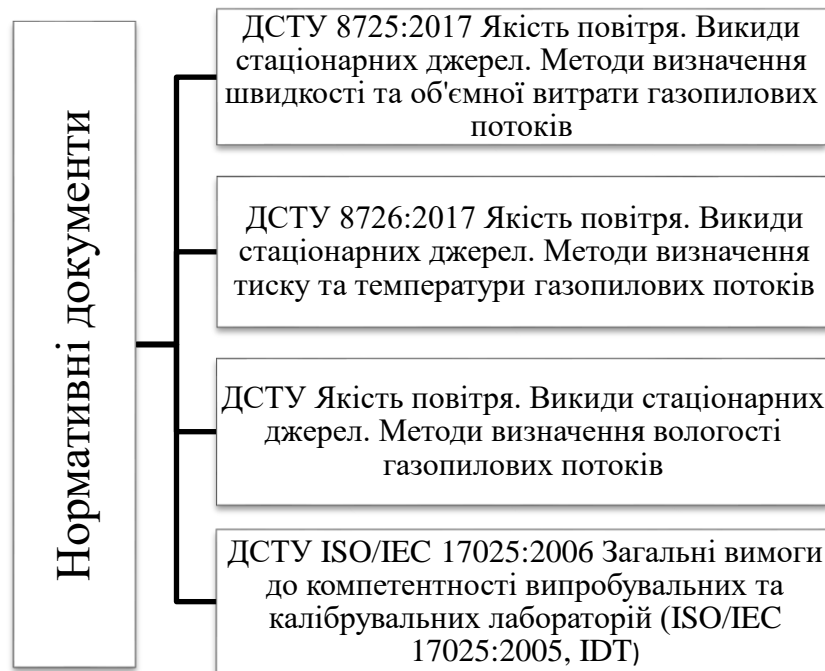 Нормативні документи
ДСТУ 8725:2017 Якість повітря. Викиди
стаціонарних джерел. Методи визначення
швидкості та об'ємної витрати газопилових
потоків
ДСТУ 8726:2017 Якість повітря. Викиди
стаціонарних джерел. Методи визначення
тиску та температури газопилових потоків
ДСТУ Якість повітря. Викиди стаціонарних
джерел. Методи визначення вологості
газопилових потоків
ДСТУ ISO/IEC 17025:2006 Загальні вимоги
до компетентності випробувальних та
калібрувальних лабораторій (ISO/IEC
17025:2005, IDT)